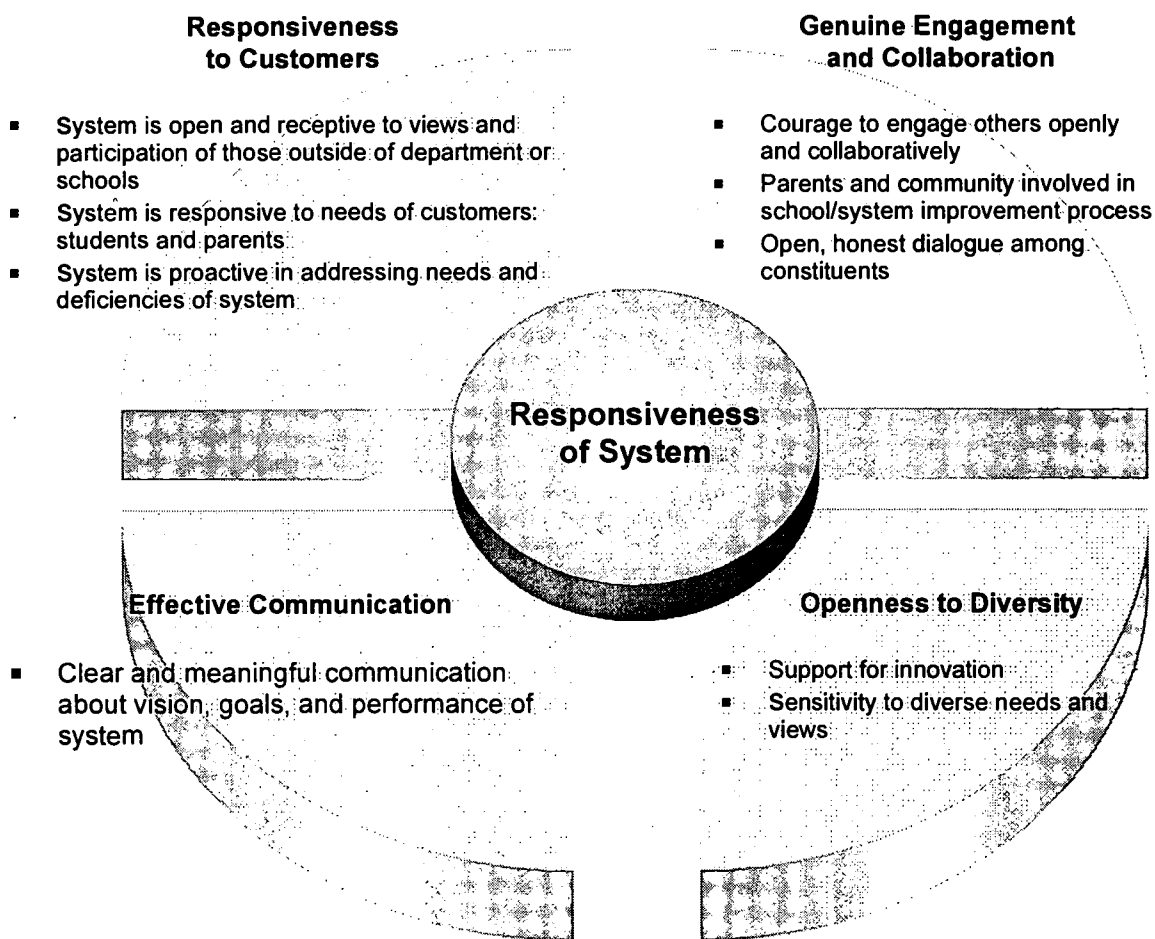 Responsiveness
to Customers
▪ System is open and receptive to views and
participation of those outside of department or
schools
▪ System is responsive to needs of customers:
students and parents
▪ System is proactive in addressing needs and
deficiencies of system
Genuine Engagement
and Collaboration
▪ Courage to engage others openly
and collaboratively
▪ Parents and community involved in
school/system improvement process
▪ Open, honest dialogue among
constituents
Responsiveness
of System
Effective Communication
▪ Clear and meaningful communication
about vision, goals, and performance of
system
Openness to Diversity
▪ Support for innovation
▪ Sensitivity to diverse needs and
views